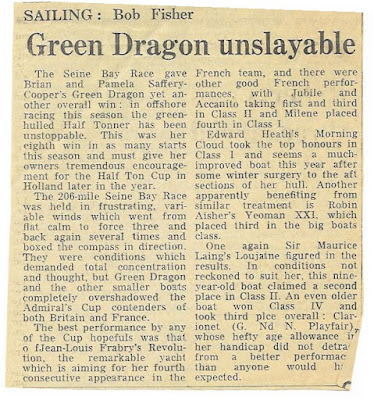 SAILING: Bob Fisher
Green Dragon unslayable
The Seine Bay Race gave
Brian and Pamela Saffery-
Cooper's Green Dragon yet an-
other overall win: in offshore
racing this season the green-
hulled Half Tonner has been
unstoppable. This was her
eighth win in as many starts
this season and must give her
owners tremendous encourage-
ment for the Half Ton Cup in
Holland later in the year.
The 206-mile Seine Bay Race
was held in frustrating, vari-
able winds which went from
flat calm to force three and
back again several times and
boxed the compass in direction.
They were conditions which
demanded total concentration
and thought, but Green Dragon
and the other smaller boats
completely overshadowed the
Admiral's Cup contenders of
both Britain and France.
The best performance by any
of the Cup hopefuls was that
o fJean-Louis Frabry's Revolu-
tion, the remarkable yacht
which is aiming for her fourth
consecutive appearance in the
French team, and there were
other good French perfor-
mances, with Jubile and
Accanito taking first and third
in Class II and Milene placed
fourth in Class I.
Edward Heath's Morning
Cloud took the top honours in
Class I and seems a much-
improved boat this year after
some winter surgery to the aft
sections of her hull. Another
apparently benefiting from
similar treatment is Robin
Aisher's Yeoman XXI, which
placed third in the big boats
class.
One again Sir Maurice
Laing's Loujaine figured in the
results. In conditions not
reckoned to suit her, this nine-
year-old boat claimed a second
place in Class II. An even older
boat won Class IV and
took third plce overall: Clar-
ionet (G. Nd N. Playfair),
whose hefty age allowance in
her handicap did not detra
from a better performac
than anyone would h
expected.